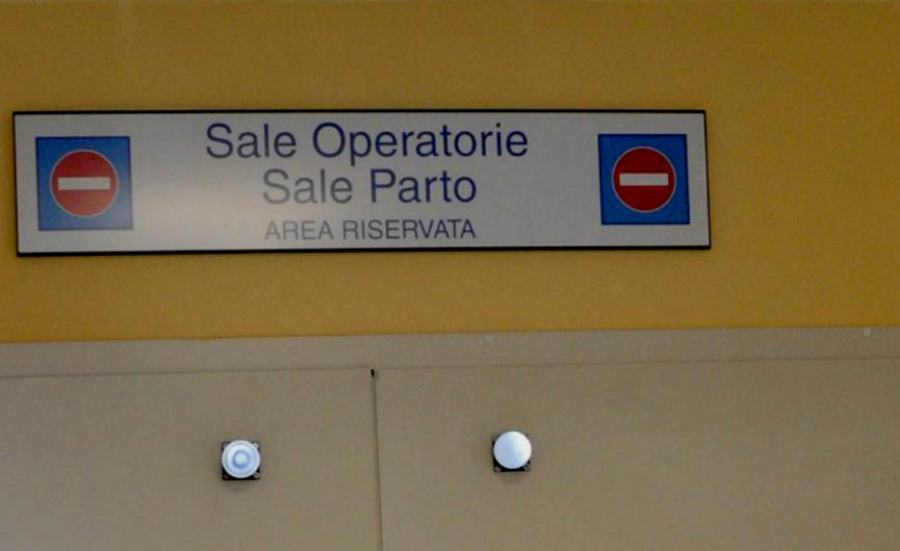 Sale Operatorie
Sale Parto
AREA RISERVATA